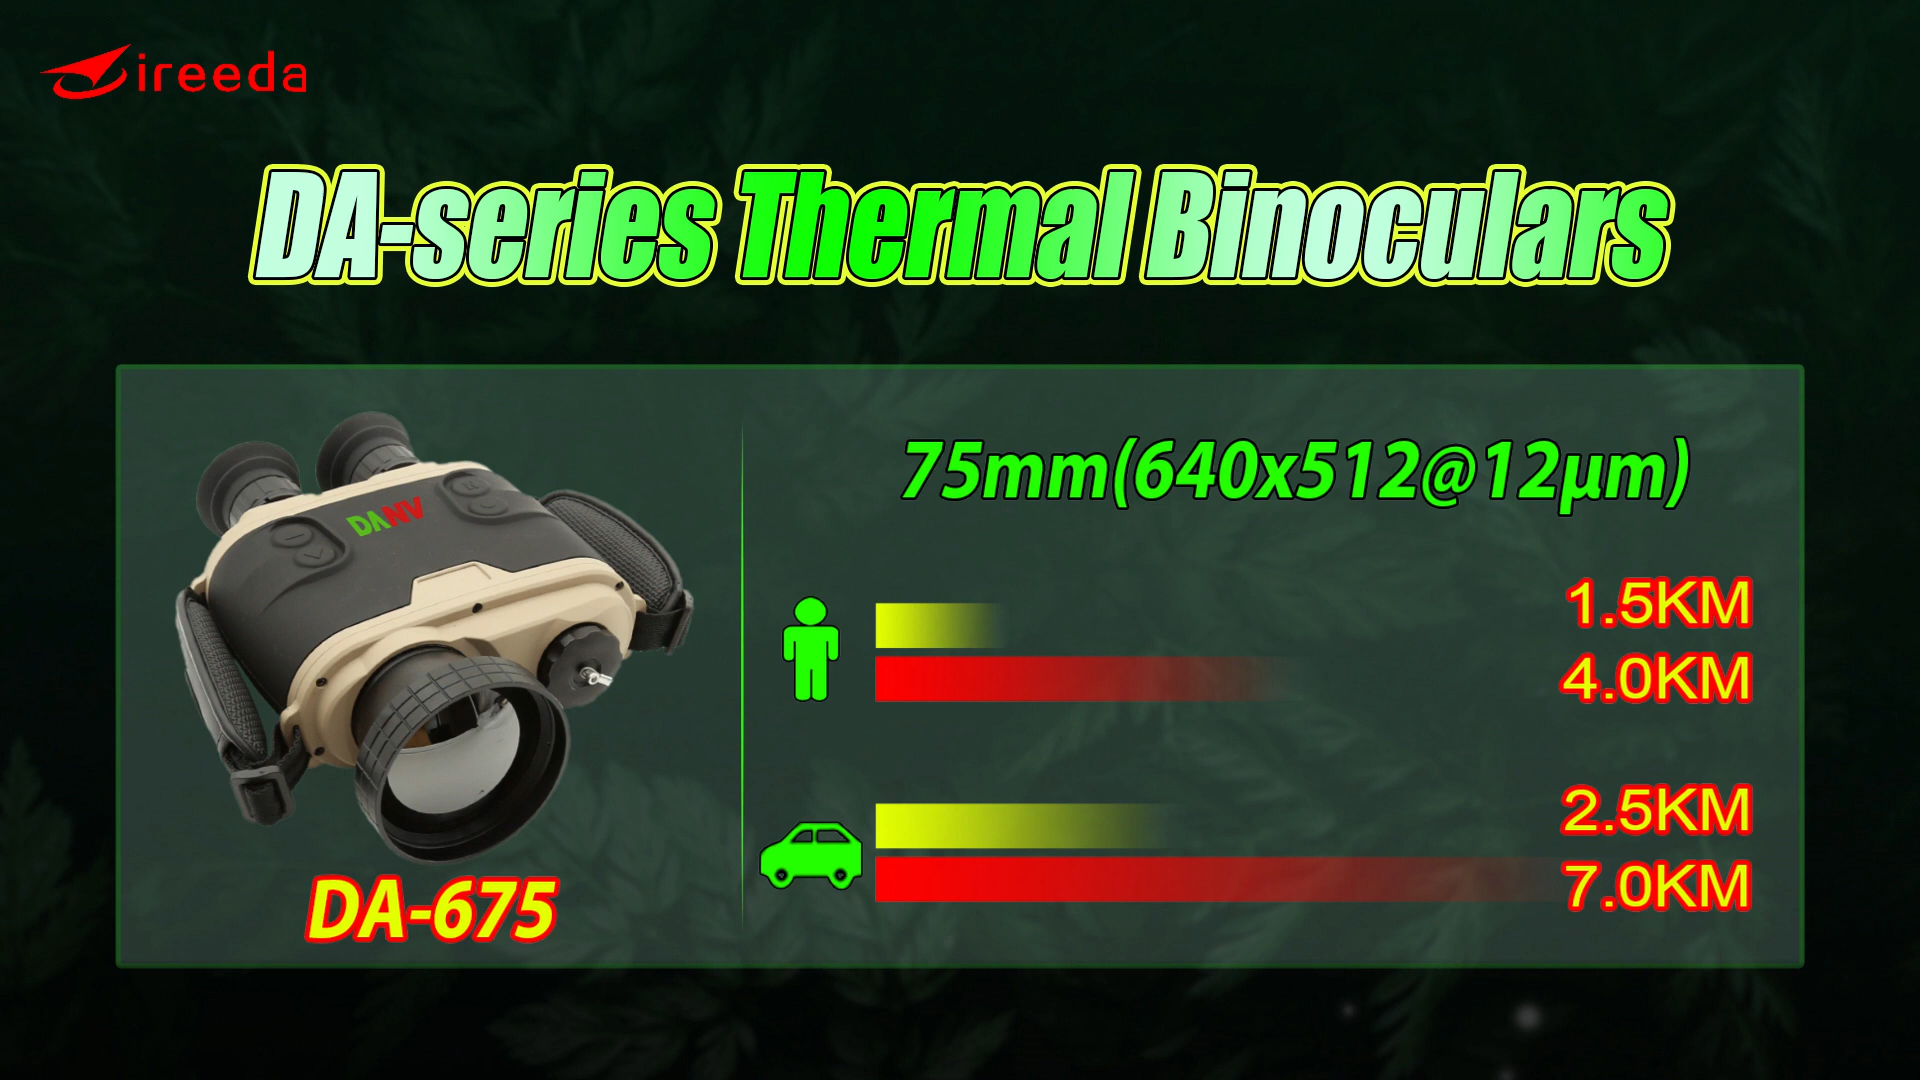 ireeda
DA-series Thermal Binoculars
DANV
DA-675
75mm(640x512@12μm)
1.5KM
4.0KM
2.5KM
7.0KM